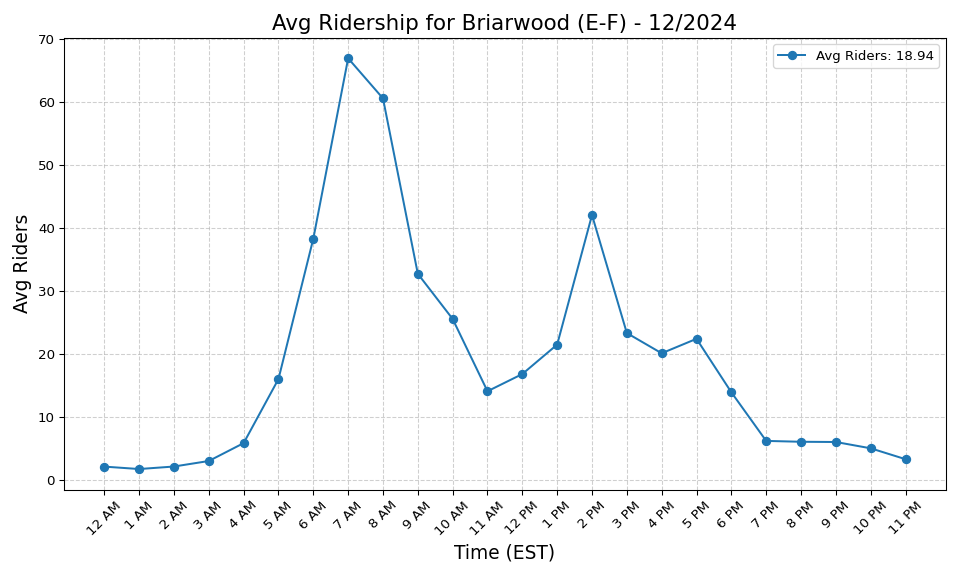 Avg Ridership for Briarwood (E-F) - 12/2024
Avg Riders: 18.94
Avg Riders
70
60
50
40
30
20
10
0
12 AM
1 AM
2 AM
3 AM
4 AM
5 AM
6 AM
7 AM
8 AM
9 AM
10 AM
11 AM
12 PM
1 PM
2 PM
3 PM
4 PM
5 PM
6 PM
7 PM
8 PM
9 PM
10 PM
11 PM
Time (EST)